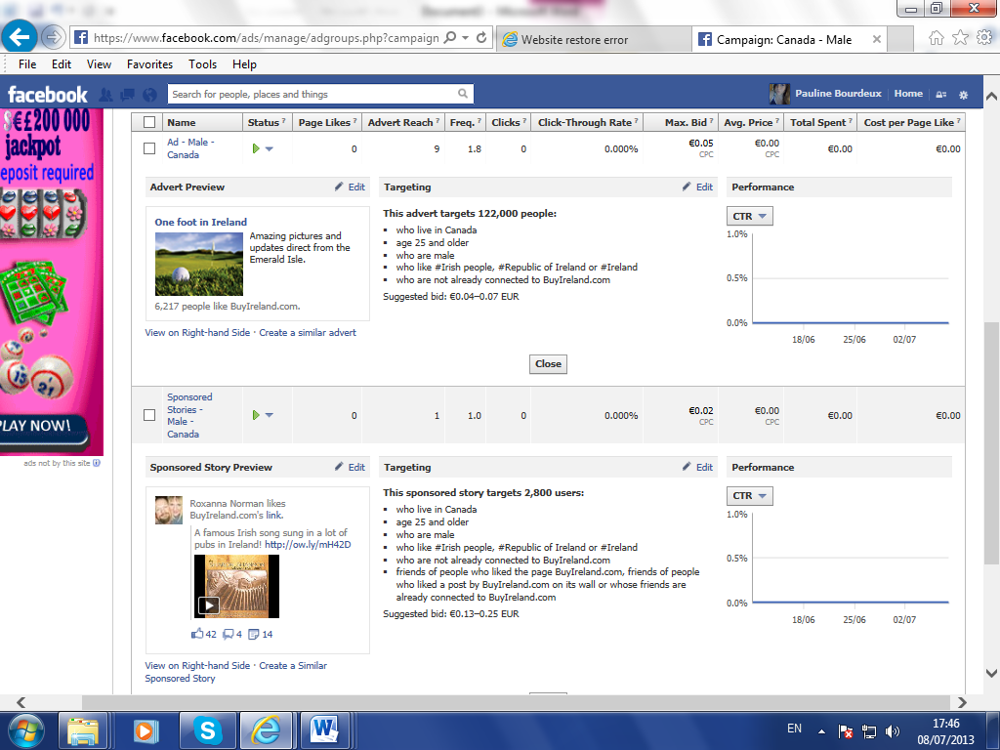 https://www.facebook.com/ads/manage/adgroups.php?campaign
Website restore error
Campaign: Canada - Male
File Edit View Favorites Tools Help
facebook
Search for people, places and things
Pauline Bourdeux Home
€£200 000
jackpot
eposit required
PLAY NOW!
ads not by this site
Name Status ? Page Likes ? Advert Reach ? Freq. ? Clicks ? Click-Through Rate ? Max. Bid ? Avg. Price ? Total Spent ? Cost per Page Like ?
Ad - Male -
Canada
0 9 1.8 0 0.000% €0.05 €0.00 €0.00 €0.00
CPC CPC
Advert Preview Edit Targeting Edit Performance
One foot in Ireland
Amazing pictures and
updates direct from the
Emerald Isle.
6,217 people like BuyIreland.com.
View on Right-hand Side · Create a similar advert
This advert targets 122,000 people:
who live in Canada
age 25 and older
who are male
who like #Irish people, #Republic of Ireland or #Ireland
who are not already connected to BuyIreland.com
Suggested bid: €0.04–0.07 EUR
CTR
1.0%
0.5%
0.0%
18/06 25/06 02/07
Close
Sponsored
Stories -
Male -
Canada
0 1 1.0 0 0.000% €0.02 €0.00 €0.00 €0.00
CPC CPC
Sponsored Story Preview Edit Targeting Edit Performance
Roxanna Norman likes
BuyIreland.com's link.
A famous Irish song sung in a lot of
pubs in Ireland! http://ow.ly/mH42D
42 4 14
View on Right-hand Side · Create a Similar
Sponsored Story
This sponsored story targets 2,800 users:
who live in Canada
age 25 and older
who are male
who like #Irish people, #Republic of Ireland or #Ireland
who are not already connected to BuyIreland.com
friends of people who liked the page BuyIreland.com, friends of people
who liked a post by BuyIreland.com on its wall or whose friends are
already connected to BuyIreland.com
Suggested bid: €0.13–0.25 EUR
CTR
1.0%
0.5%
0.0%
18/06 25/06 02/07
EN
17:46
08/07/2013